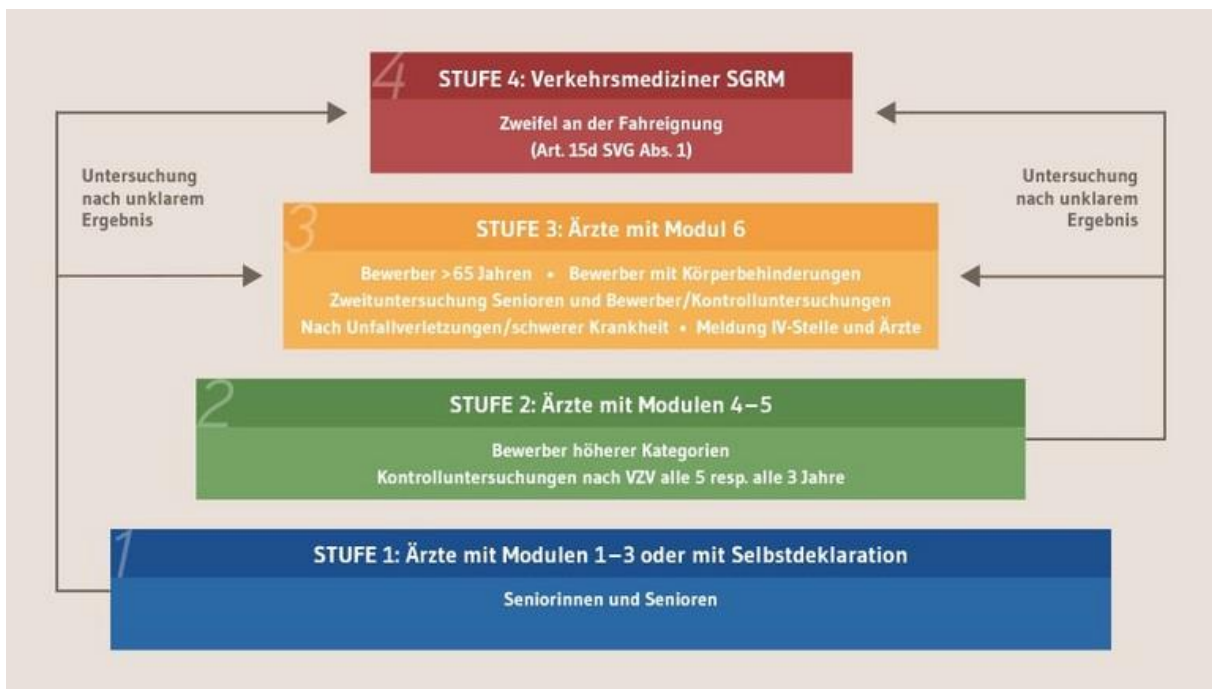 4
STUFE 4: Verkehrsmediziner SGRM
Zweifel an der Fahreignung
(Art. 15d SVG Abs. 1)
Untersuchung
nach unklarem
Ergebnis
Untersuchung
nach unklarem
Ergebnis
3
STUFE 3: Ärzte mit Modul 6
Bewerber >65 Jahren • Bewerber mit Körperbehinderungen
Zweituntersuchung Senioren und Bewerber/Kontrolluntersuchungen
Nach Unfallverletzungen/schwerer Krankheit • Meldung IV-Stelle und Ärzte
2
STUFE 2: Ärzte mit Modulen 4–5
Bewerber höherer Kategorien
Kontrolluntersuchungen nach VZV alle 5 resp. alle 3 Jahre
1
STUFE 1: Ärzte mit Modulen 1–3 oder mit Selbstdeklaration
Seniorinnen und Senioren